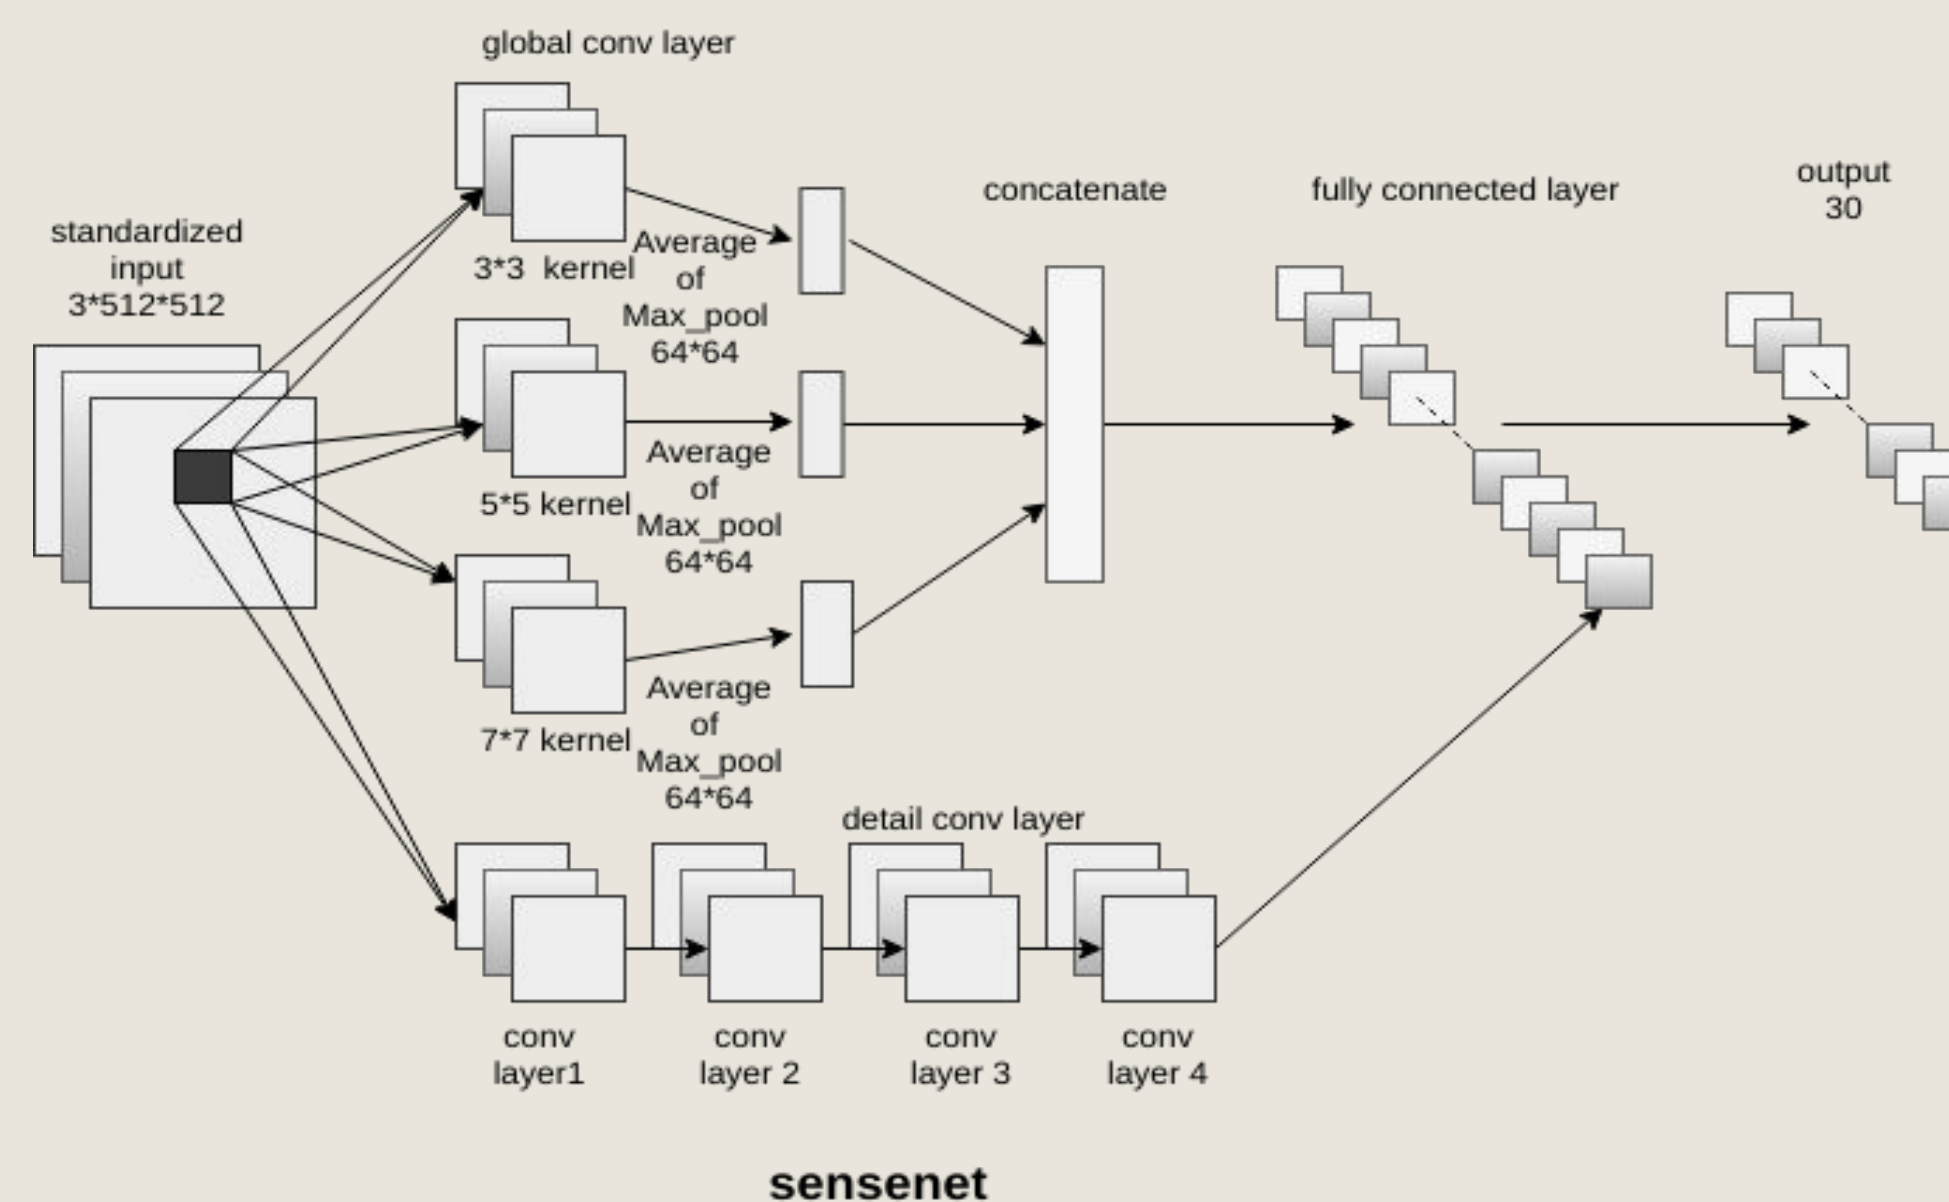 global conv layer
standardized
input
3*512*512
3*3  kernel
Average
of
Max_pool
64*64
5*5 kernel
Average
of
Max_pool
64*64
7*7 kernel
Average
of
Max_pool
64*64
concatenate
fully connected layer
output
30
detail conv layer
conv
layer1
conv
layer 2
conv
layer 3
conv
layer 4
sensenet